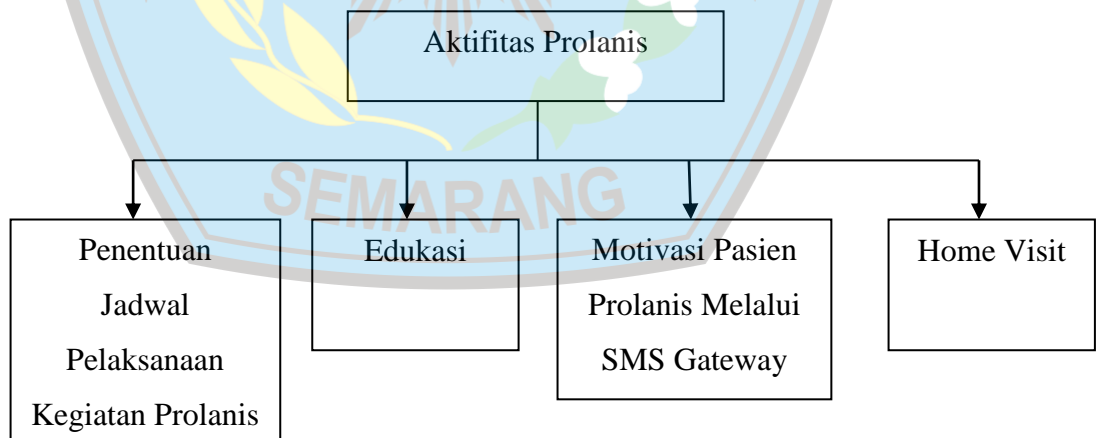 Aktifitas Prolanis
SEMARANG
Penentuan
Jadwal
Pelaksanaan
Kegiatan Prolanis
Edukasi
Motivasi Pasien
Prolanis Melalui
SMS Gateway
Home Visit